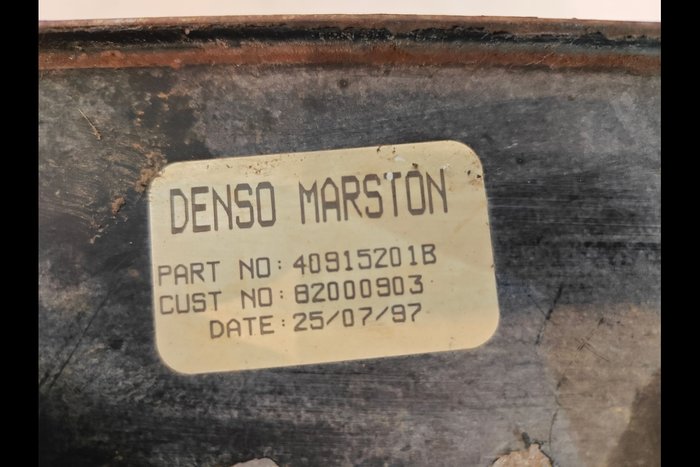 DENSO MARSTON
PART NO: 40915201B
CUST NO: 82000903
DATE: 25/07/97